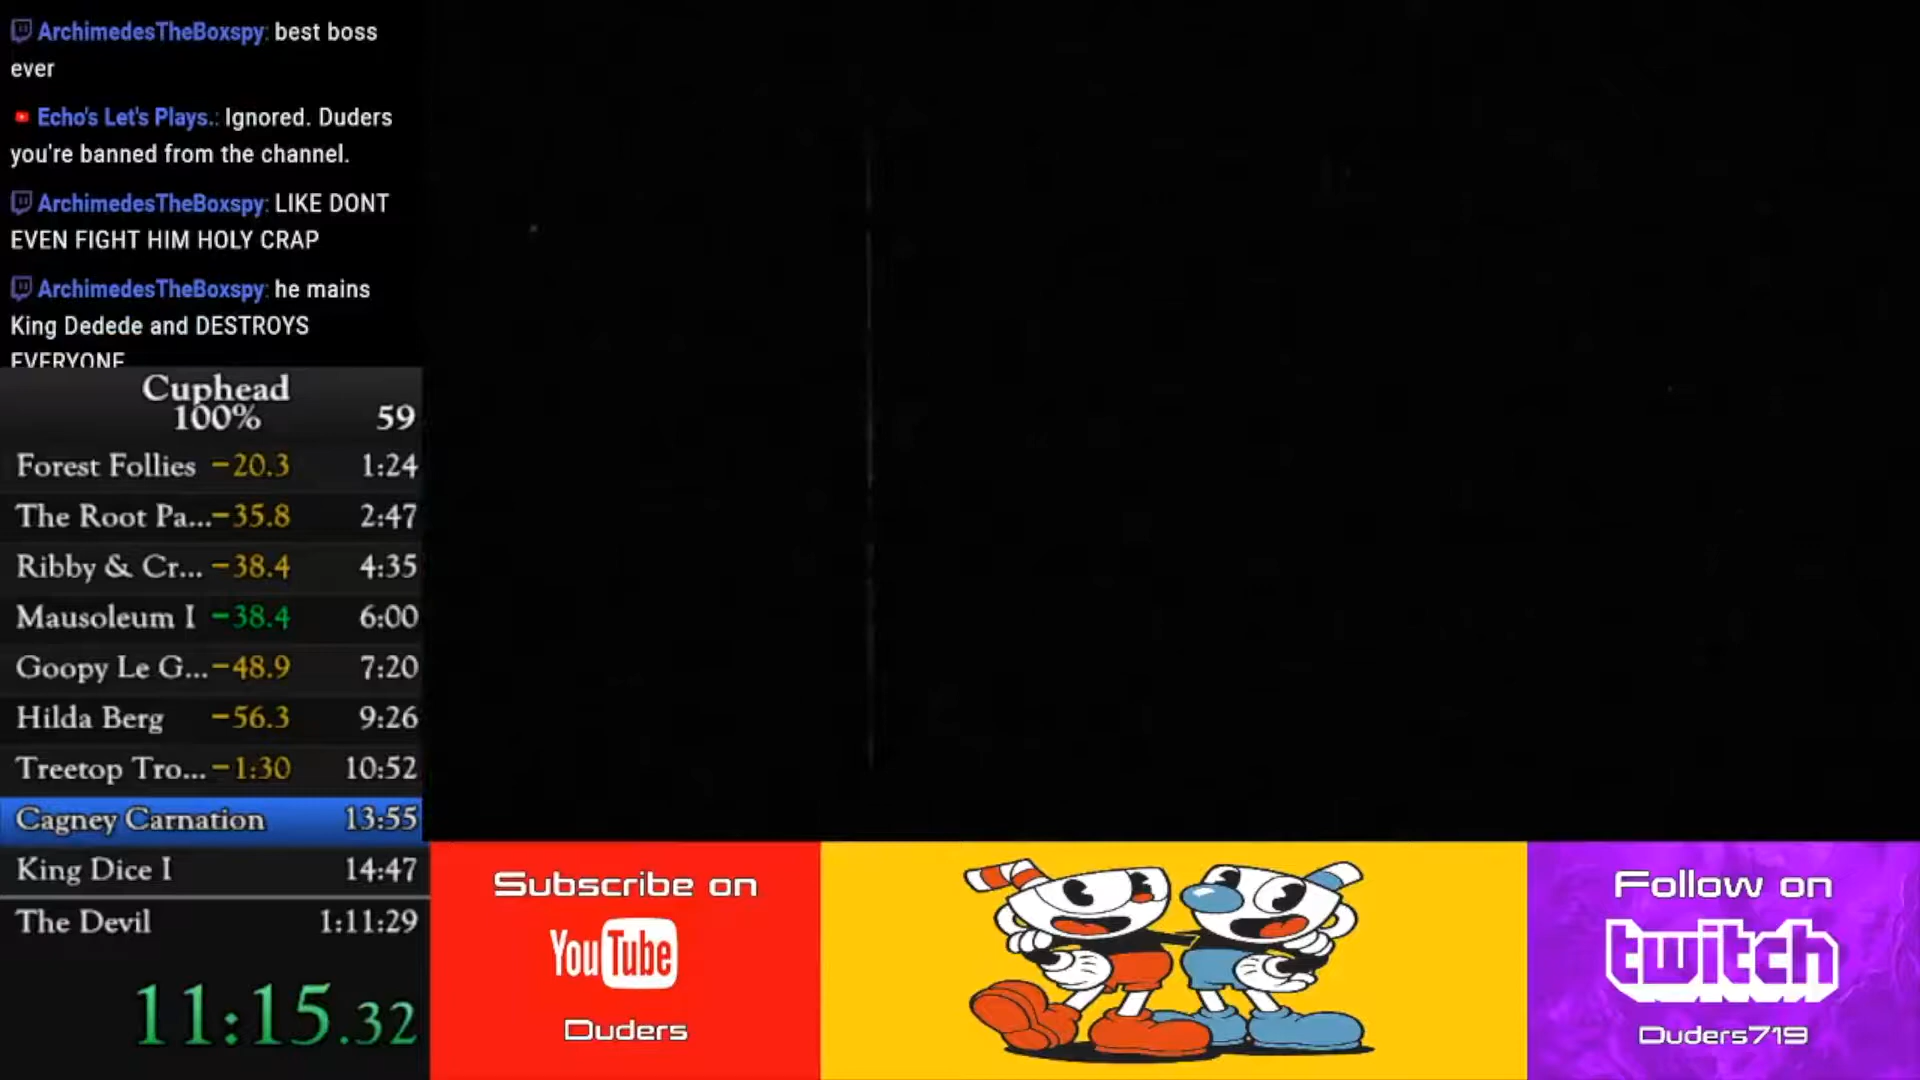 ArchimedesTheBoxspy: best boss
ever
Echo's Let's Plays.: Ignored. Duders
you're banned from the channel.
ArchimedesTheBoxspy: LIKE DONT
EVEN FIGHT HIM HOLY CRAP
ArchimedesTheBoxspy: he mains
King Dedede and DESTROYS
EVERYONE
Cuphead
100% 59
Forest Follies -20.3 1:24
The Root Pa... -35.8 2:47
Ribby & Cr... -38.4 4:35
Mausoleum I -38.4 6:00
Goopy Le G... -48.9 7:20
Hilda Berg -56.3 9:26
Treetop Tro... -1:30 10:52
Cagney Carnation 13:55
King Dice I 14:47
The Devil 1:11:29
11:15.32
Subscribe on
YouTube
Duders
Follow on
twitch
Duders719